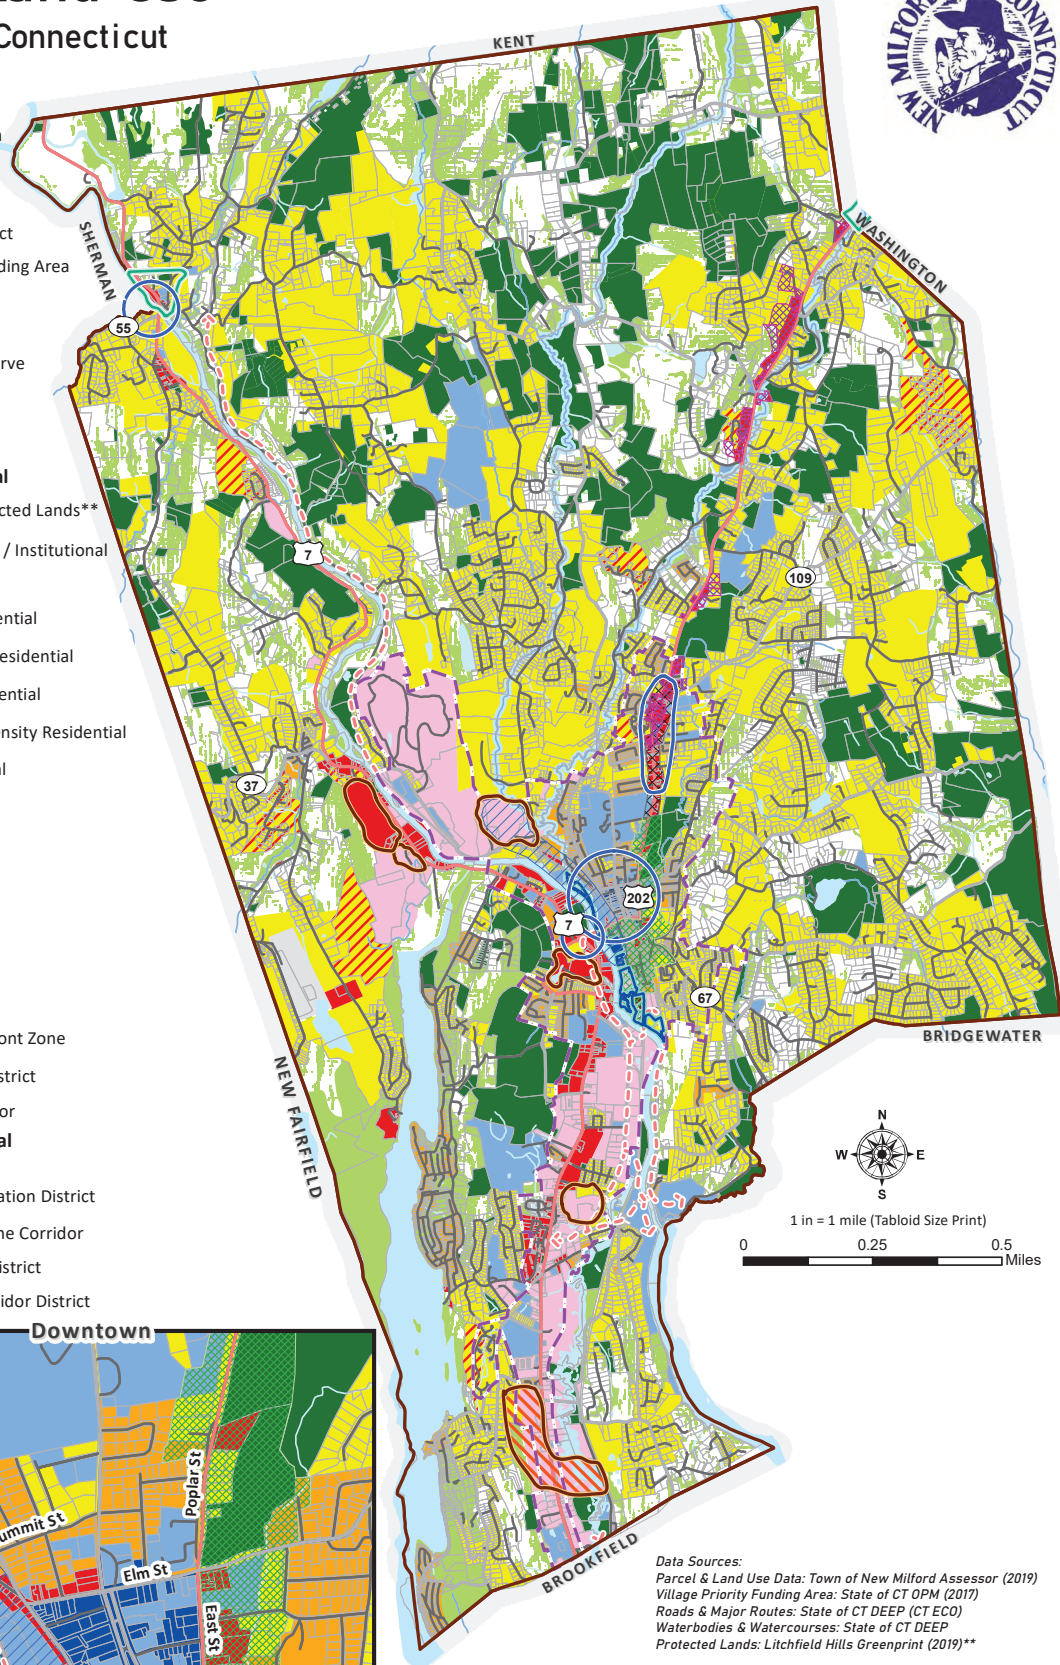 Connecticut
NEW MILFORD CONNECTICUT
KENT
SHERMAN
WASHINGTON
ct
ding Area
55
rve
al
cted Lands**
/ Institutional
7
109
ential
esidential
ential
ensity Residential
al
37
202
7
67
BRIDGEWATER
NEW FAIRFIELD
ont Zone
strict
or
al
ation District
ne Corridor
istrict
idor District
N
W E
S
1 in = 1 mile (Tabloid Size Print)
0 0.25 0.5
Miles
Downtown
Poplar St
ummit St
Elm St
East St
BROOKFIELD
Data Sources:
Parcel & Land Use Data: Town of New Milford Assessor (2019)
Village Priority Funding Area: State of CT OPM (2017)
Roads & Major Routes: State of CT DEEP (CT ECO)
Waterbodies & Watercourses: State of CT DEEP
Protected Lands: Litchfield Hills Greenprint (2019)**